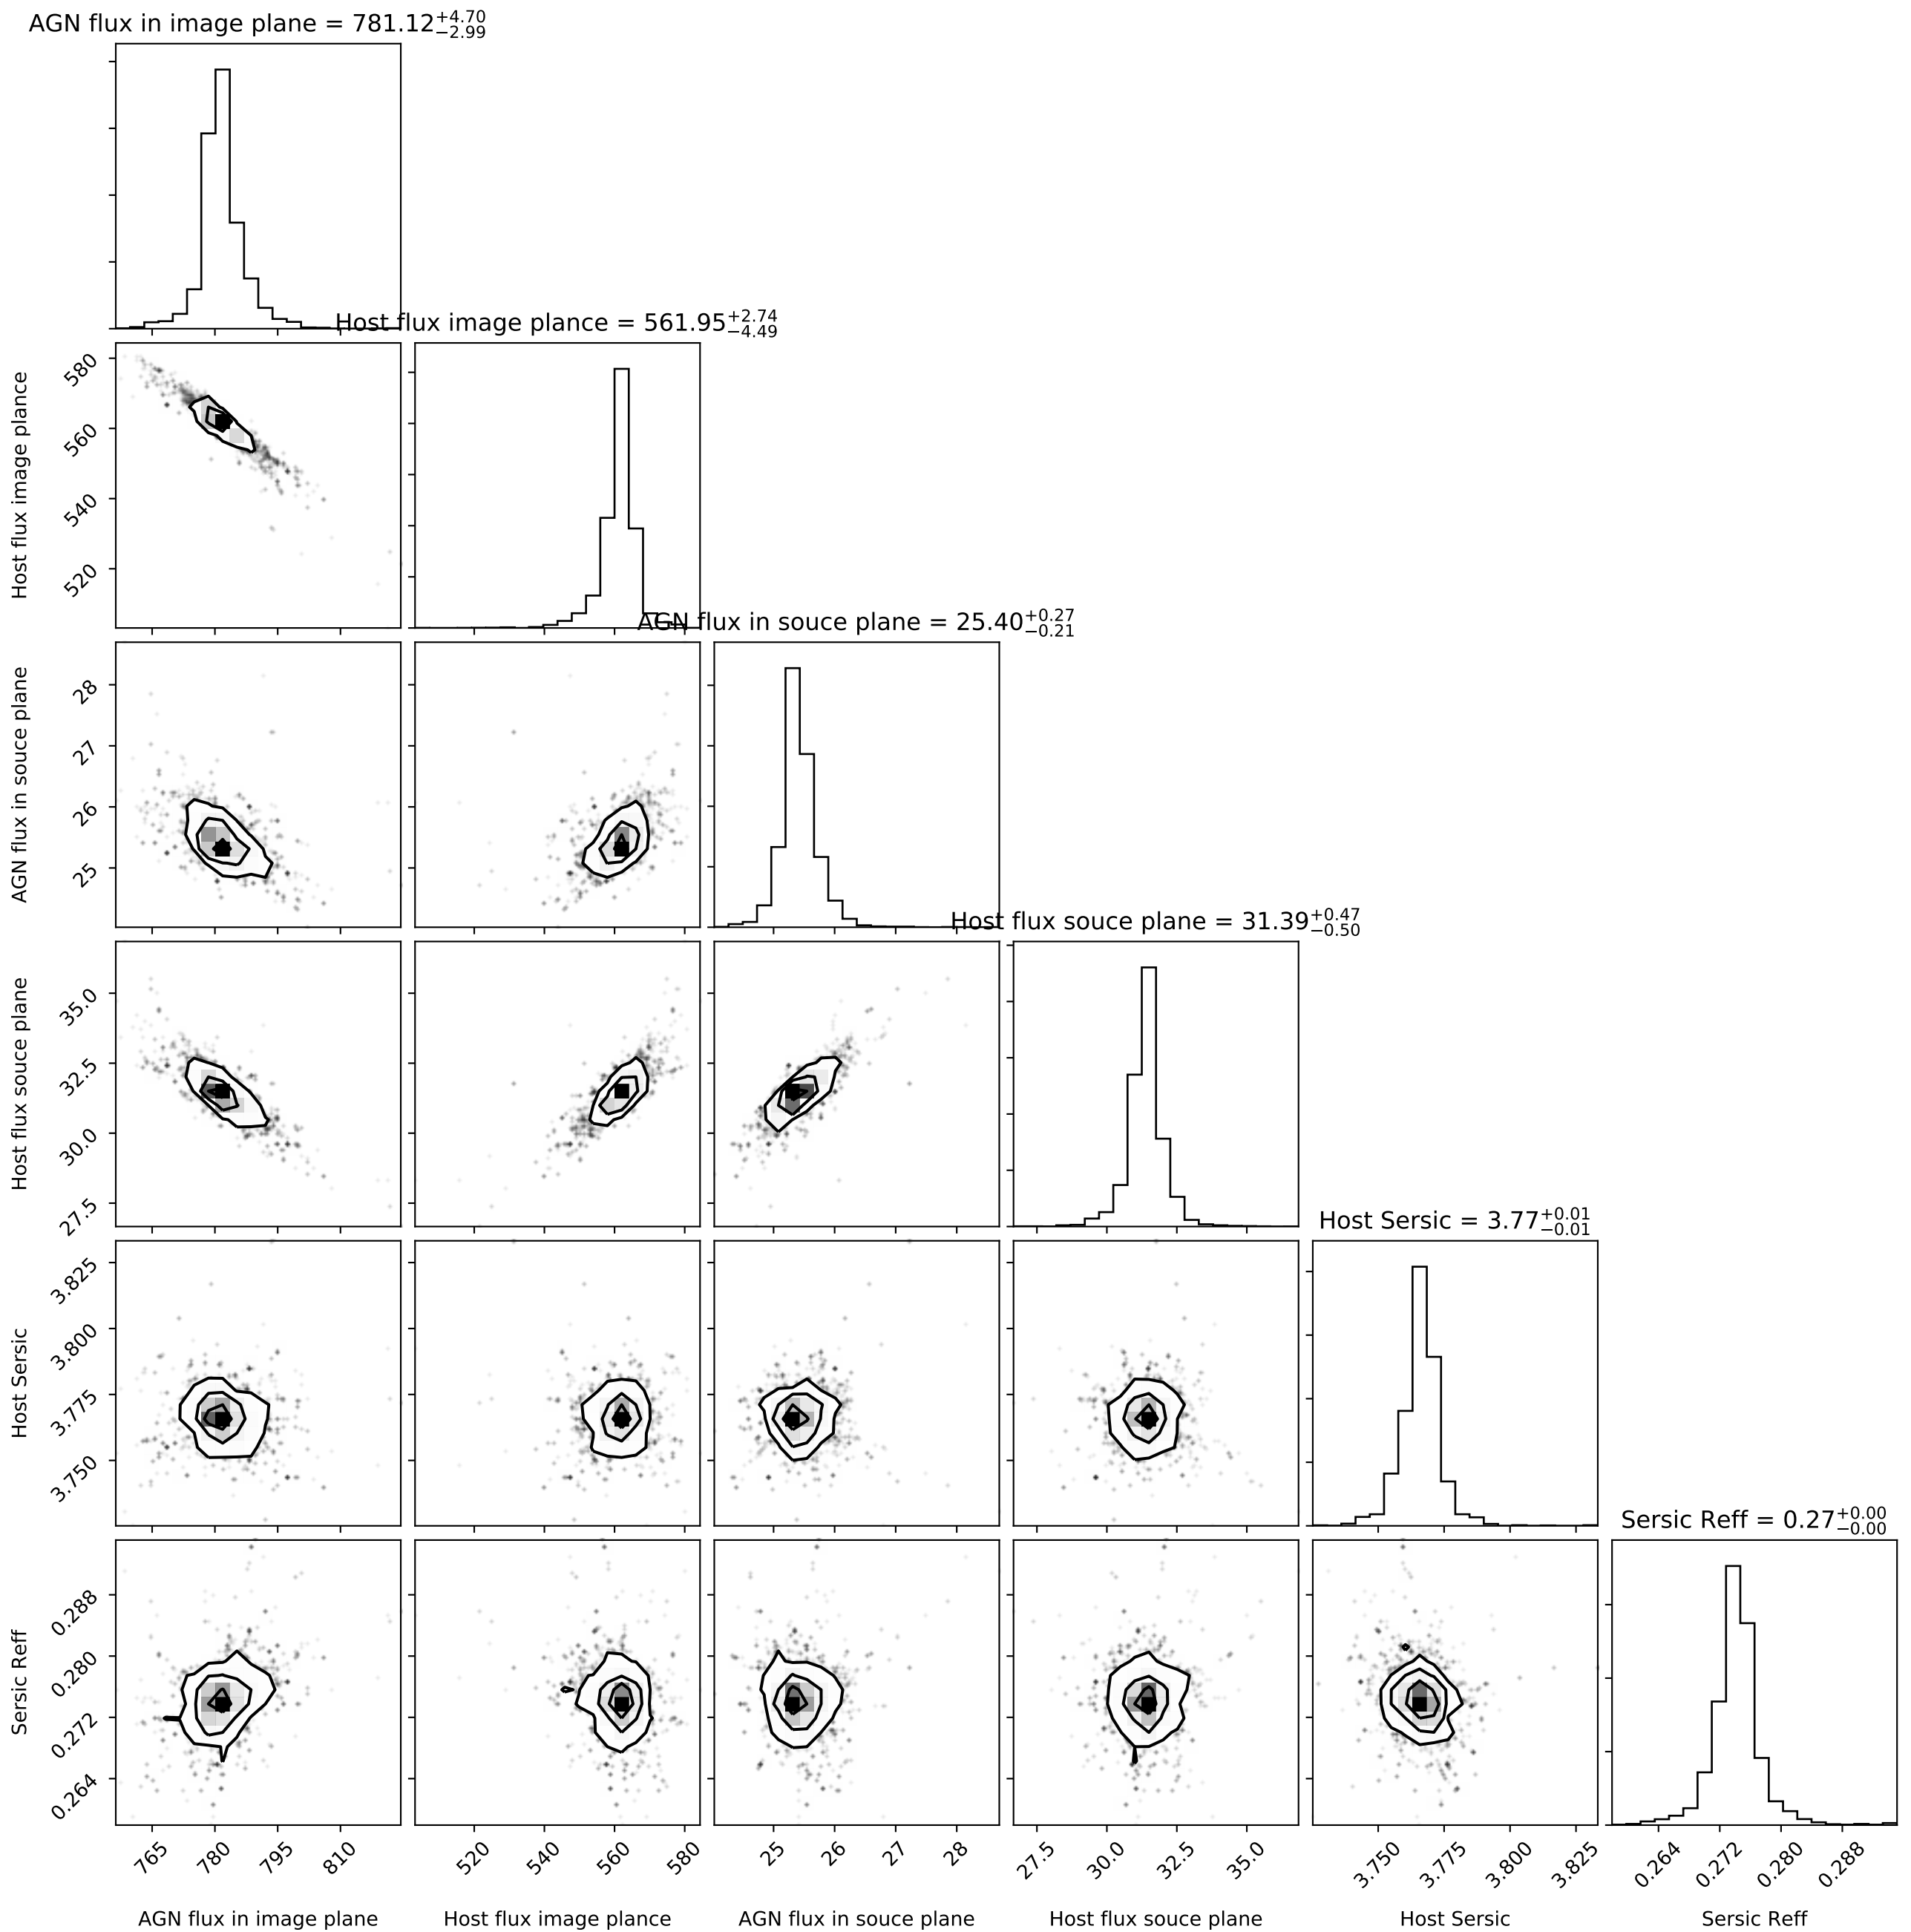 AGN flux in image plane = 781.12 +4.70 −2.99
Host flux image plance = 561.95 +2.74 −4.49
580
560
540
520
Host flux image plance
AGN flux in souce plane = 25.40 +0.27 −0.21
28
27
26
25
AGN flux in souce plane
Host flux souce plane = 31.39 +0.47 −0.50
35.0
32.5
30.0
27.5
Host flux souce plane
Host Sersic = 3.77 +0.01 −0.01
3.825
3.800
3.775
3.750
Host Sersic
Sersic Reff = 0.27 +0.00 −0.00
0.288
0.280
0.272
0.264
Sersic Reff
765 780 795 810 520 540 560 580 25 26 27 28 27.5 30.0 32.5 35.0 3.750 3.775 3.800 3.825 0.264 0.272 0.280 0.288
AGN flux in image plane Host flux image plance AGN flux in souce plane Host flux souce plane Host Sersic Sersic Reff